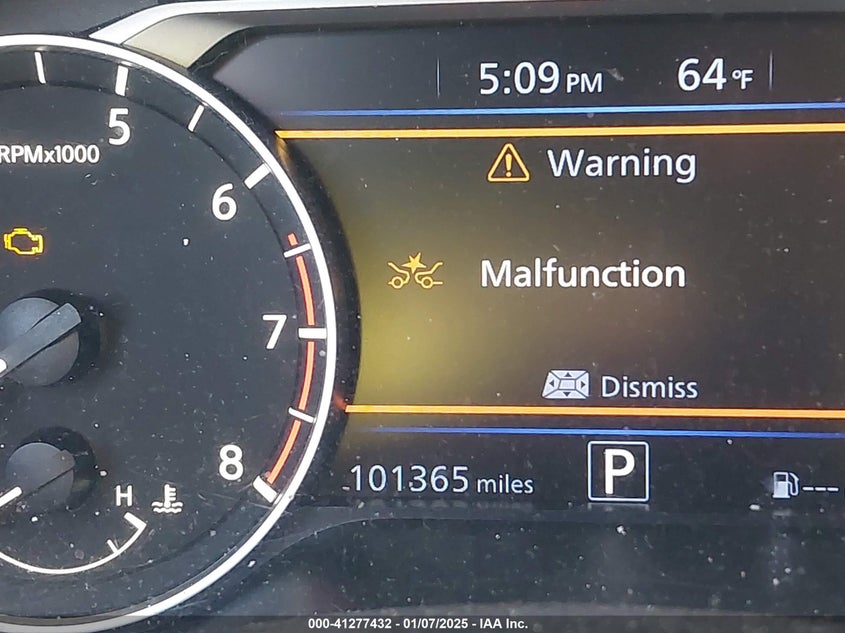 5:09 PM 64°F
5
RPMx1000
Warning
6
Malfunction
7
Dismiss
8
101365 miles P ---
H
000-41277432 - 01/07/2025 - IAA Inc.